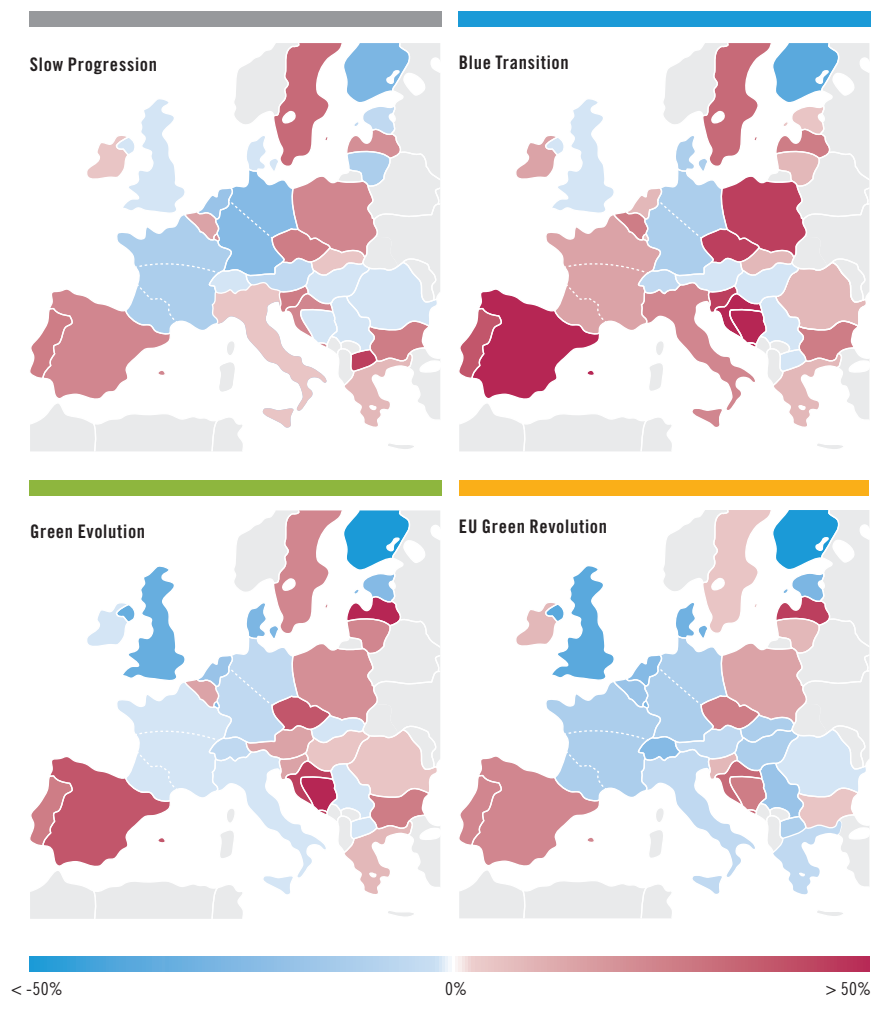 Slow Progression
Blue Transition
Green Evolution
EU Green Revolution
< -50%
0%
> 50%